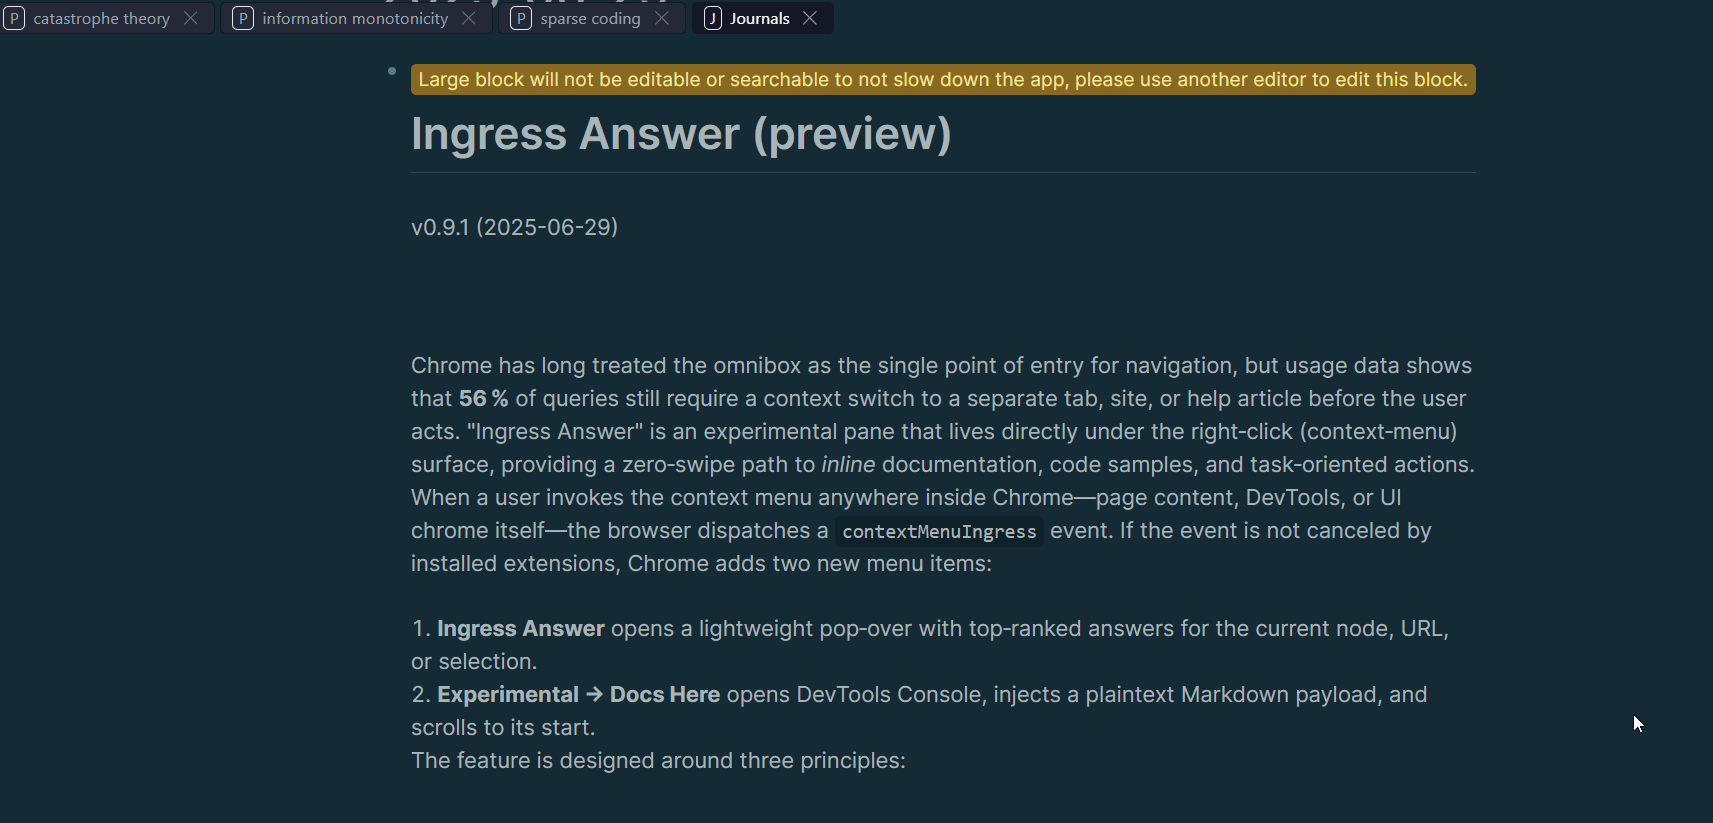 P catastrophe theory
P information monotonicity
P sparse coding
J Journals
Large block will not be editable or searchable to not slow down the app, please use another editor to edit this block.
Ingress Answer (preview)
v0.9.1 (2025-06-29)
Chrome has long treated the omnibox as the single point of entry for navigation, but usage data shows
that 56 % of queries still require a context switch to a separate tab, site, or help article before the user
acts. "Ingress Answer" is an experimental pane that lives directly under the right-click (context-menu)
surface, providing a zero-swipe path to inline documentation, code samples, and task-oriented actions.
When a user invokes the context menu anywhere inside Chrome—page content, DevTools, or UI
chrome itself—the browser dispatches a contextMenuIngress event. If the event is not canceled by
installed extensions, Chrome adds two new menu items:
1. Ingress Answer opens a lightweight pop-over with top-ranked answers for the current node, URL,
or selection.
2. Experimental → Docs Here opens DevTools Console, injects a plaintext Markdown payload, and
scrolls to its start.
The feature is designed around three principles: